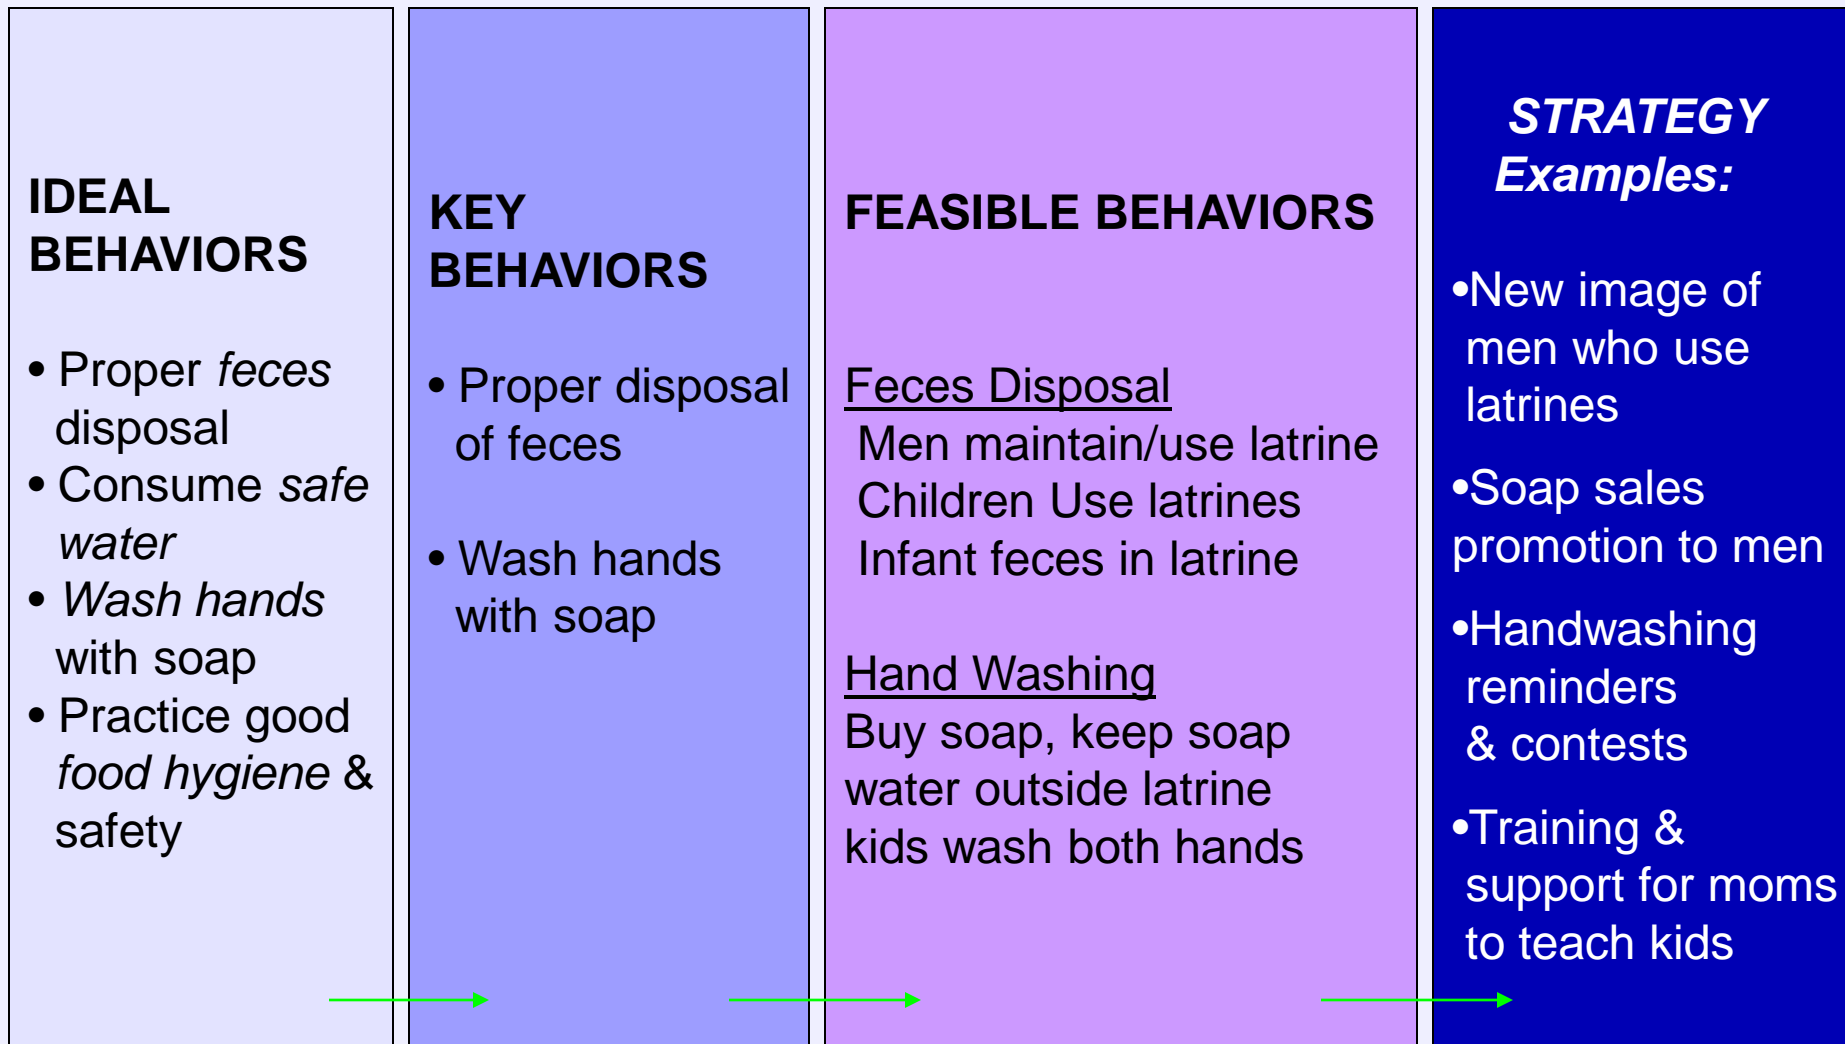 IDEAL
BEHAVIORS
• Proper feces
disposal
• Consume safe
water
• Wash hands
with soap
• Practice good
food hygiene &
safety
KEY
BEHAVIORS
• Proper disposal
of feces
• Wash hands
with soap
FEASIBLE BEHAVIORS
Feces Disposal
Men maintain/use latrine
Children Use latrines
Infant feces in latrine
Hand Washing
Buy soap, keep soap
water outside latrine
kids wash both hands
STRATEGY
Examples:
•New image of
men who use
latrines
•Soap sales
promotion to men
•Handwashing
reminders
& contests
•Training &
support for moms
to teach kids